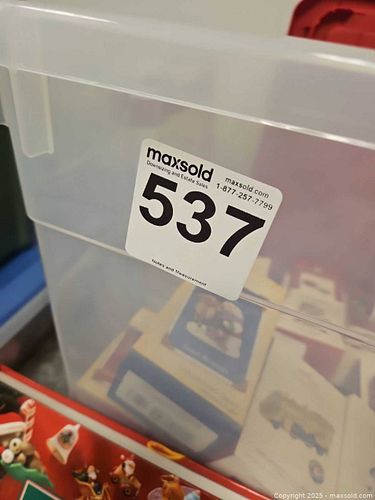 maxsold
Downsizing and Estate Sales
maxsold.com
1-877-257-7799
537
Notes and Measurement
Copyright 2025 - maxsold.com